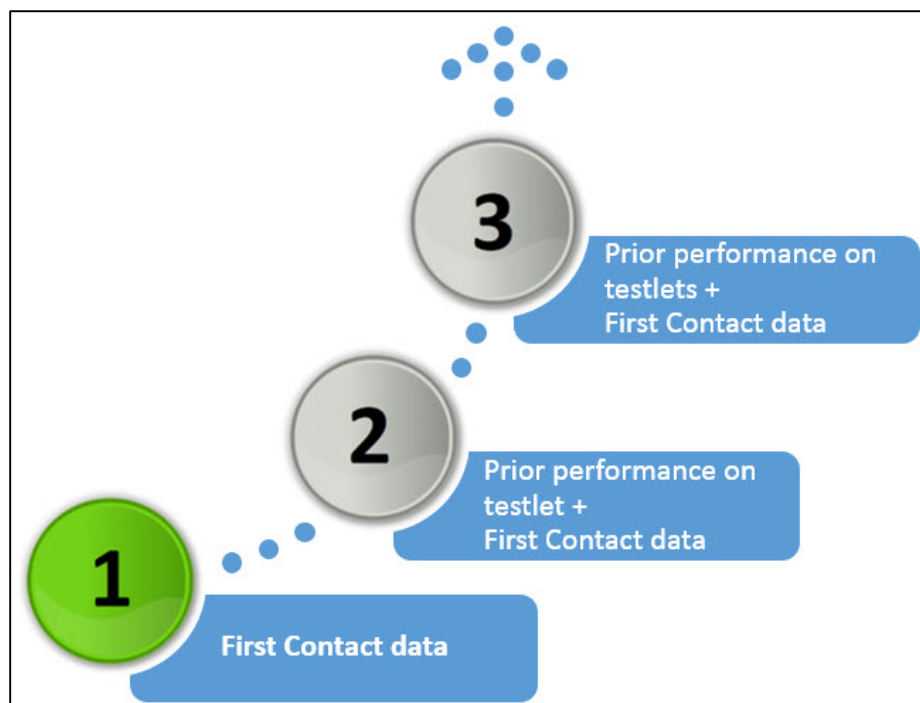 3
Prior performance on
testlets +
First Contact data
2
Prior performance on
testlet +
First Contact data
1
First Contact data